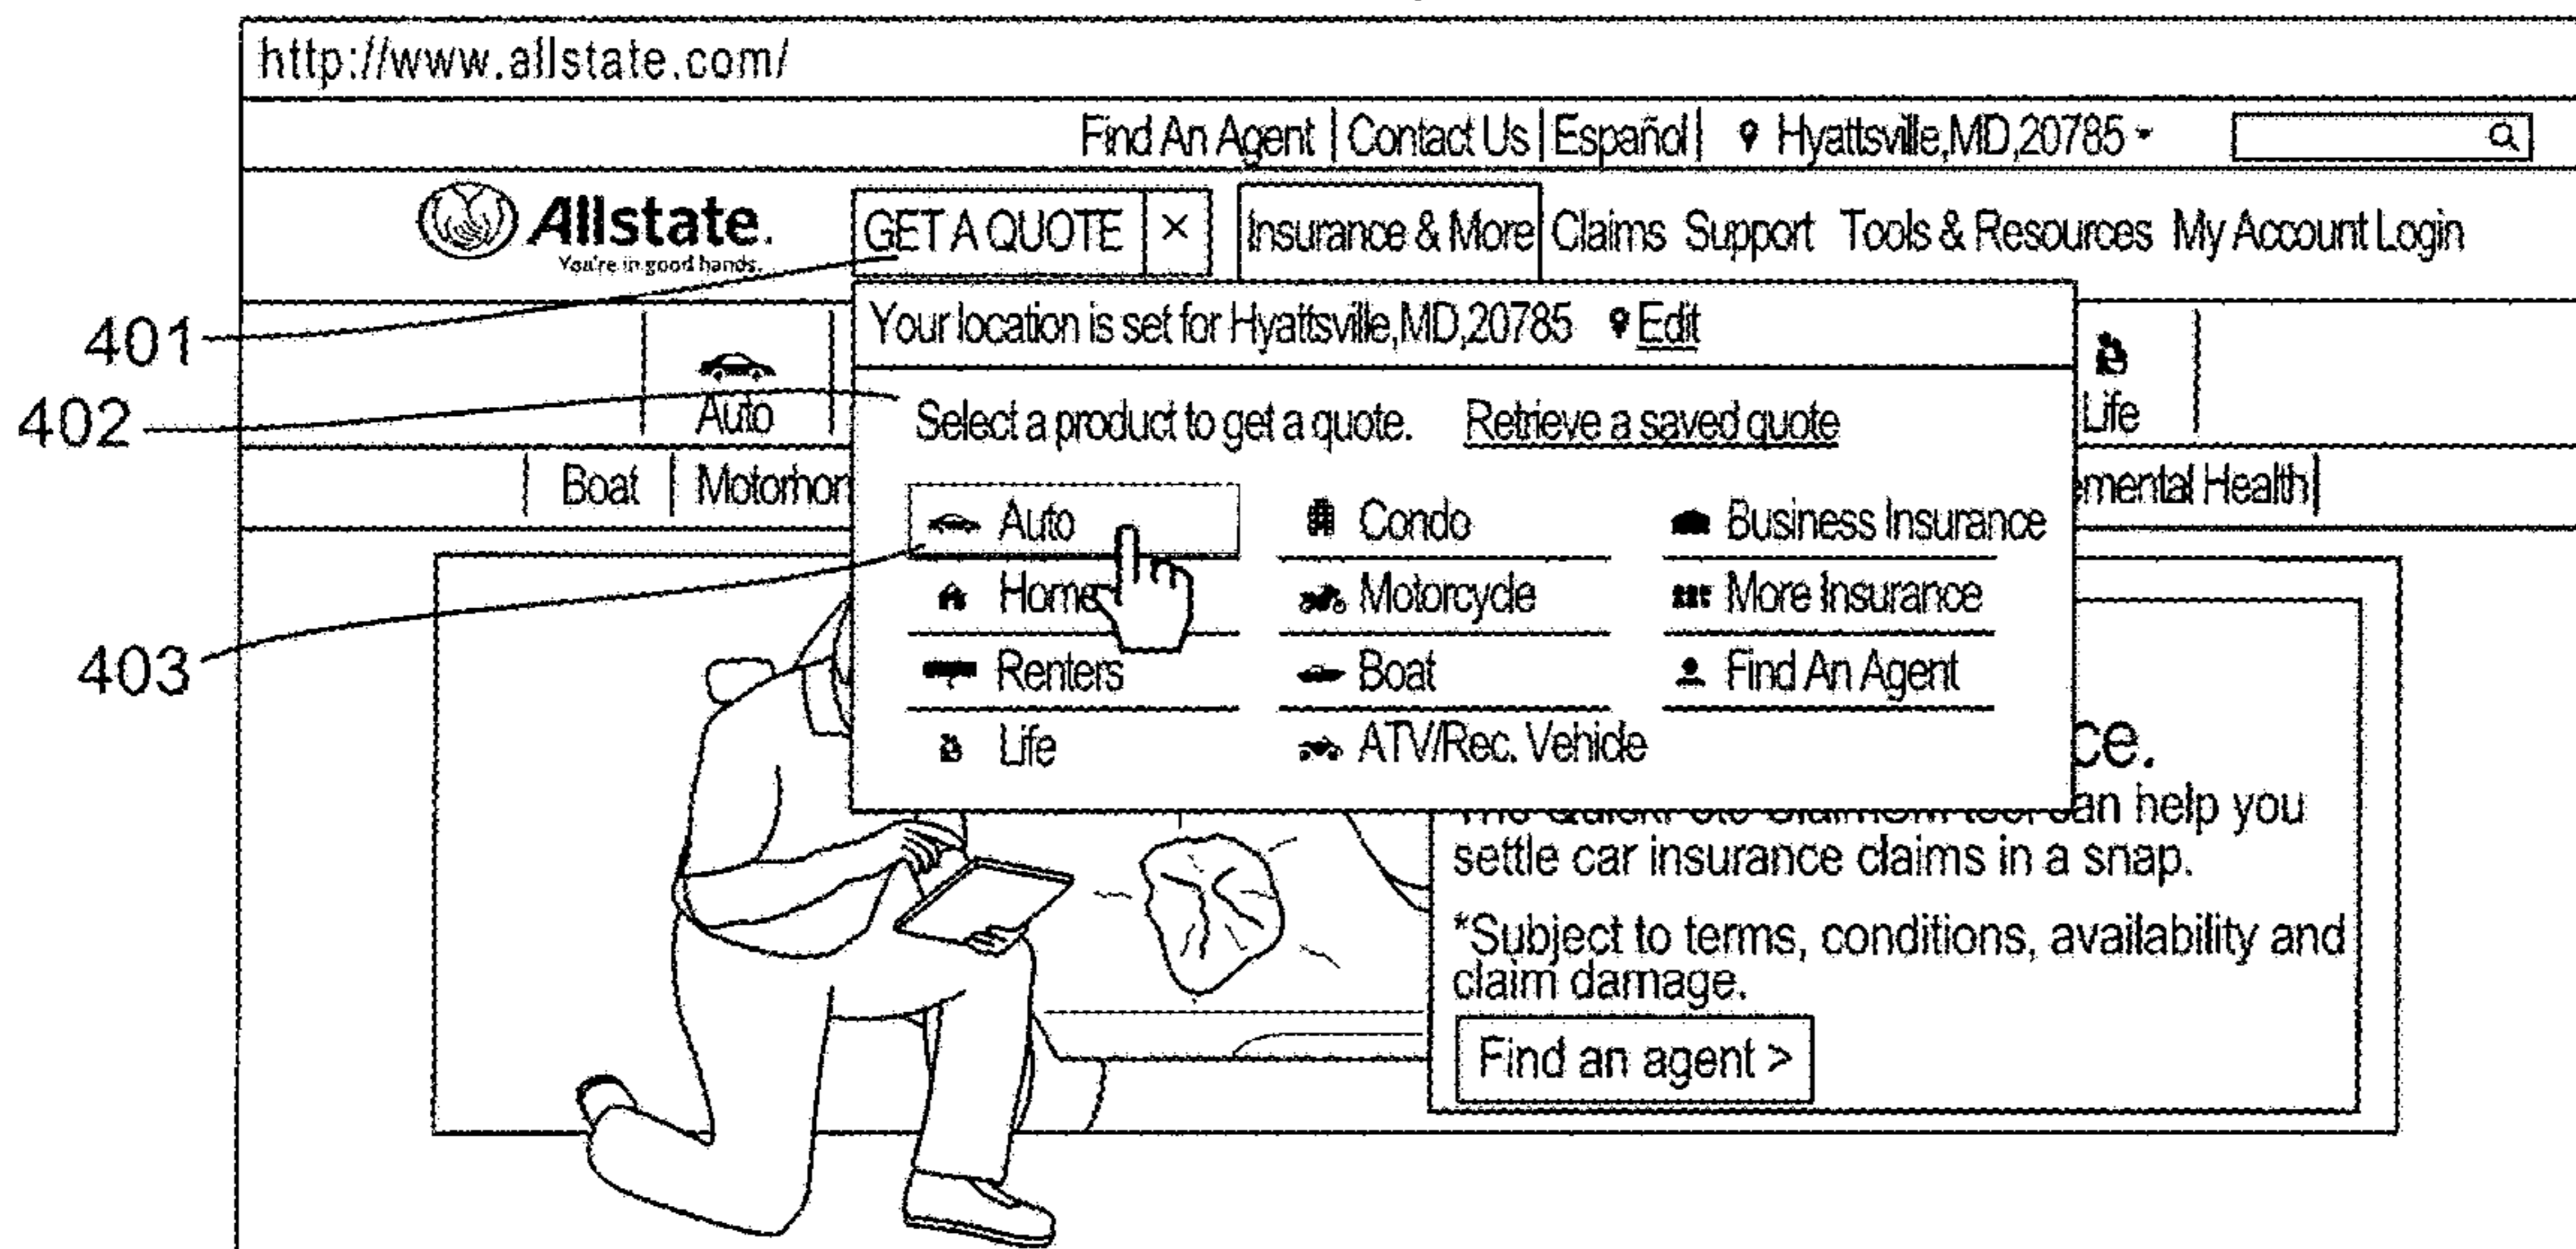 http://www.allstate.com/
Find An Agent | Contact Us | Español | Hyattsville,MD,20785
Allstate.
You're in good hands.
GET A QUOTE × Insurance & More Claims Support Tools & Resources My Account Login
401
Your location is set for Hyattsville,MD,20785 Edit
402
Auto
Select a product to get a quote. Retrieve a saved quote
Life
Boat | Motorhom
emental Health
Auto Condo Business Insurance
Home Motorcycle More Insurance
403
Renters Boat Find An Agent
Life ATV/Rec. Vehicle
ce.
can help you
settle car insurance claims in a snap.
*Subject to terms, conditions, availability and
claim damage.
Find an agent >